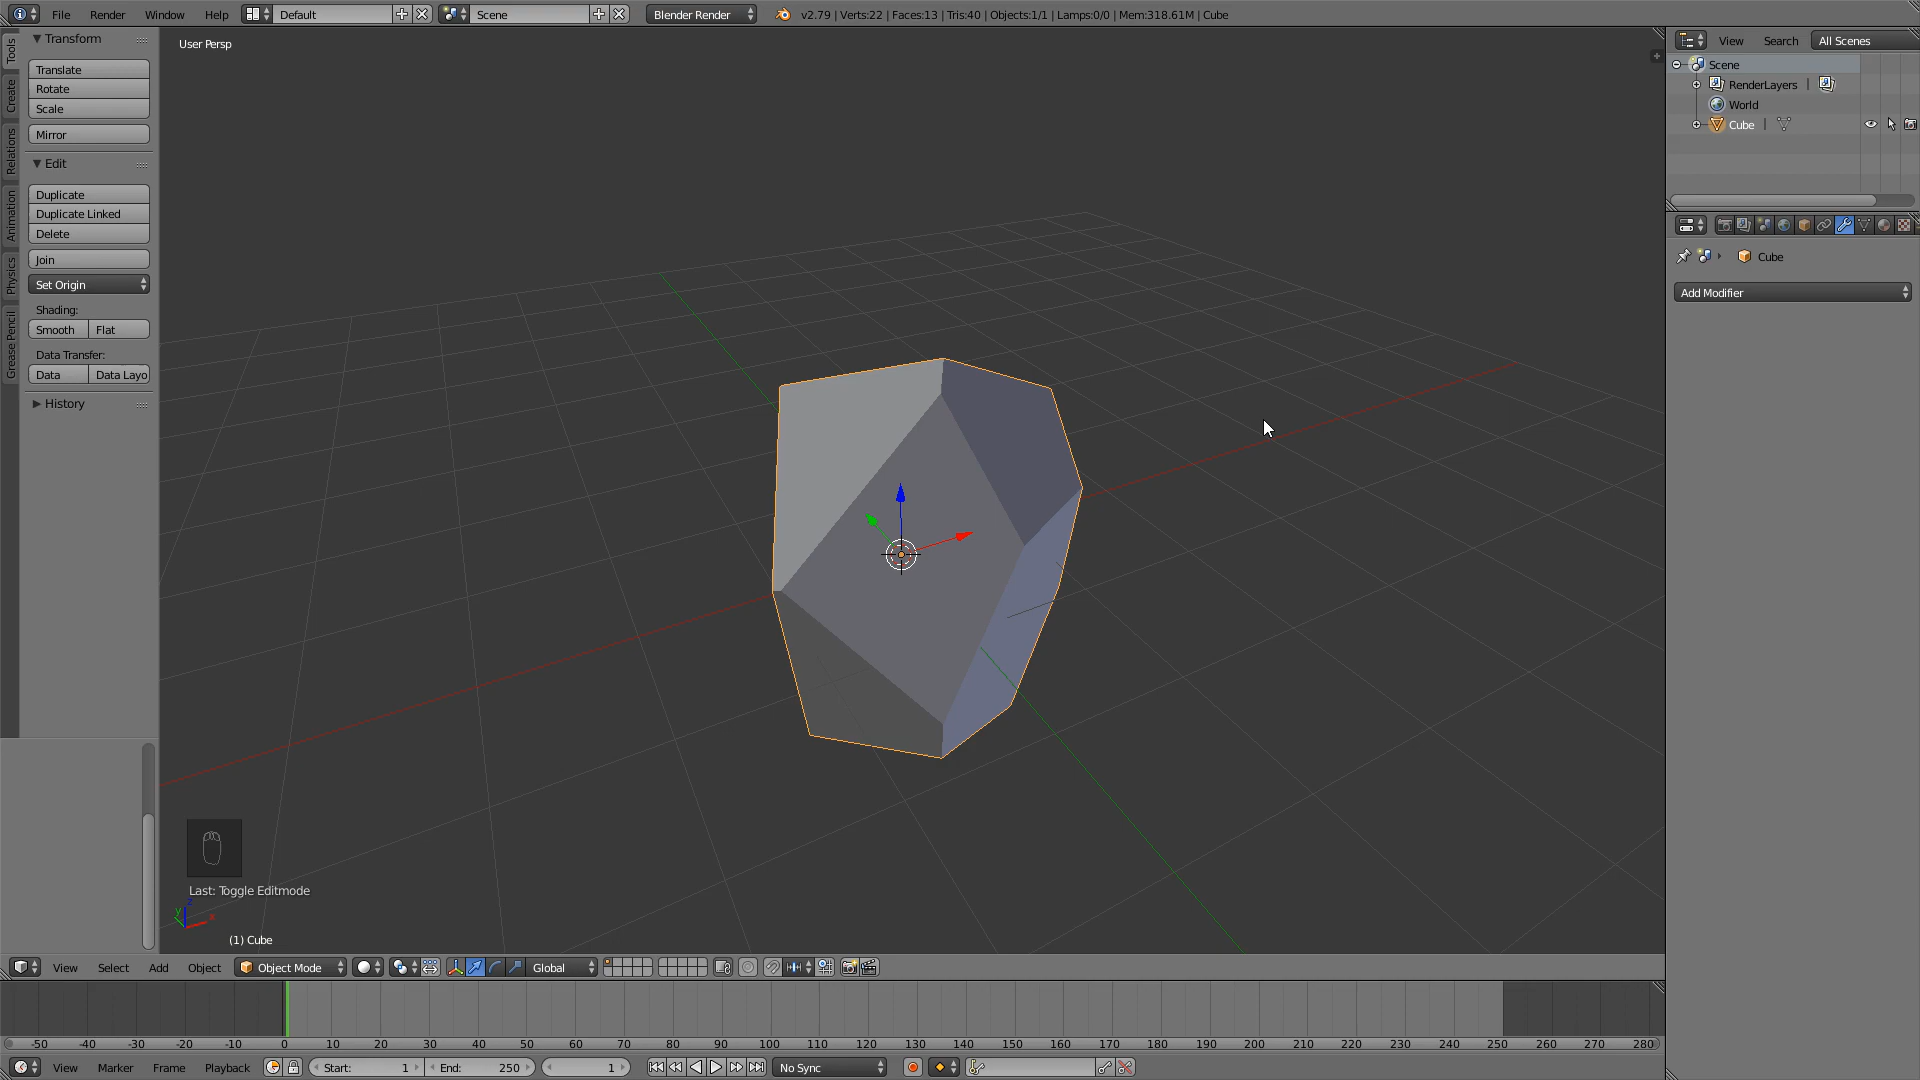 File Render Window Help Default Scene Blender Render v2.79 | Verts:22 | Faces:13 | Tris:40 | Objects:1/1 | Lamps:0/0 | Mem:318.61M | Cube
Tools
Create
Relations
Animation
Physics
Grease Pencil
Transform
Translate
Rotate
Scale
Mirror
Edit
Duplicate
Duplicate Linked
Delete
Join
Set Origin
Shading:
Smooth Flat
Data Transfer:
Data Data Layo
History
User Persp
Last: Toggle Editmode
z
y x
(1) Cube
View Search All Scenes
Scene
RenderLayers |
World
Cube |
Cube
Add Modifier
View Select Add Object Object Mode Global
-50 -40 -30 -20 -10 0 10 20 30 40 50 60 70 80 90 100 110 120 130 140 150 160 170 180 190 200 210 220 230 240 250 260 270 280
View Marker Frame Playback Start: 1 End: 250 1 No Sync